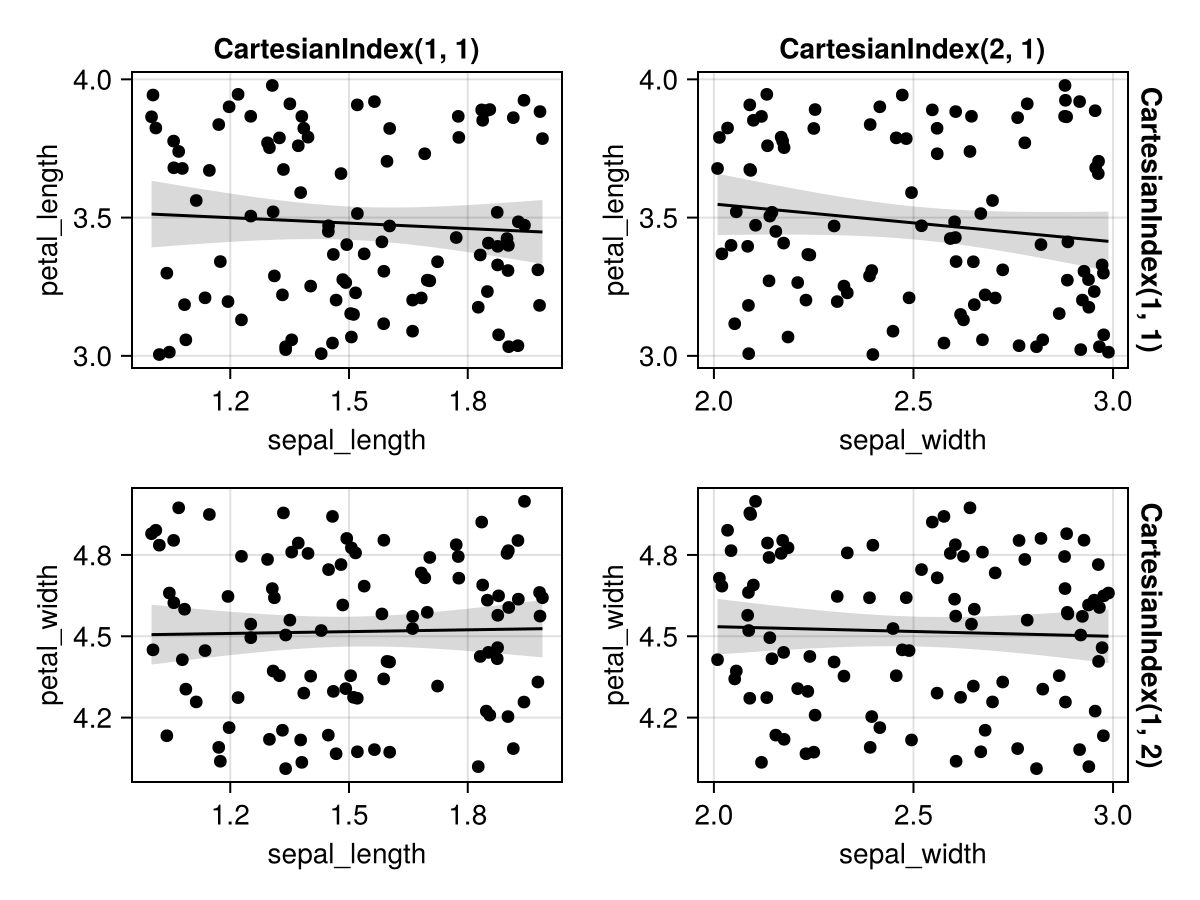 CartesianIndex(1, 1)
CartesianIndex(2, 1)
4.0
3.5
3.0
petal_length
1.2 1.5 1.8
sepal_length
4.0
3.5
3.0
petal_length
2.0 2.5 3.0
sepal_width
CartesianIndex(1, 1)
4.8
4.5
4.2
petal_width
1.2 1.5 1.8
sepal_length
4.8
4.5
4.2
petal_width
2.0 2.5 3.0
sepal_width
CartesianIndex(1, 2)